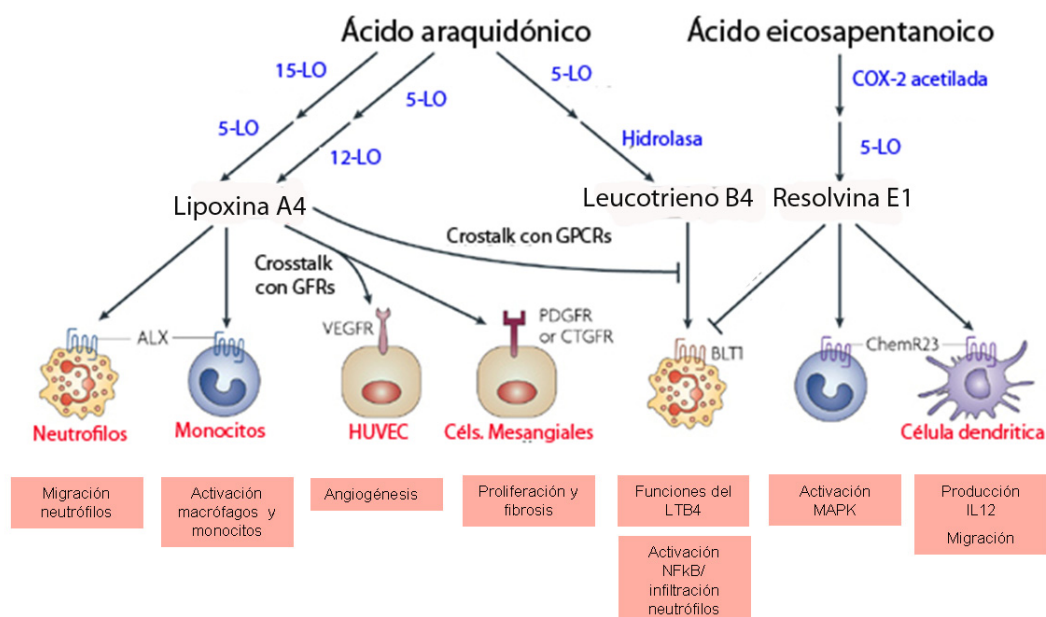 Ácido araquidónico
Ácido eicosapentanoico
15-LO
5-LO
5-LO
COX-2 acetilada
5-LO
12-LO
Hidrolasa
5-LO
Lipoxina A4
Leucotrieno B4
Resolvina E1
Crostalk con GPCRs
Crosstalk
con GFRs
ALX
VEGFR
PDGFR
or CTGFR
BLT1
ChemR23
Neutrofilos
Monocitos
HUVEC
Céls. Mesangiales
Célula dendritica
Migración
neutrófilos
Activación
macrófagos y
monocitos
Angiogénesis
Proliferación y
fibrosis
Funciones del
LTB4
Activación
MAPK
Producción
IL12
Migración
Activación
NFkB/
infiltración
neutrófilos